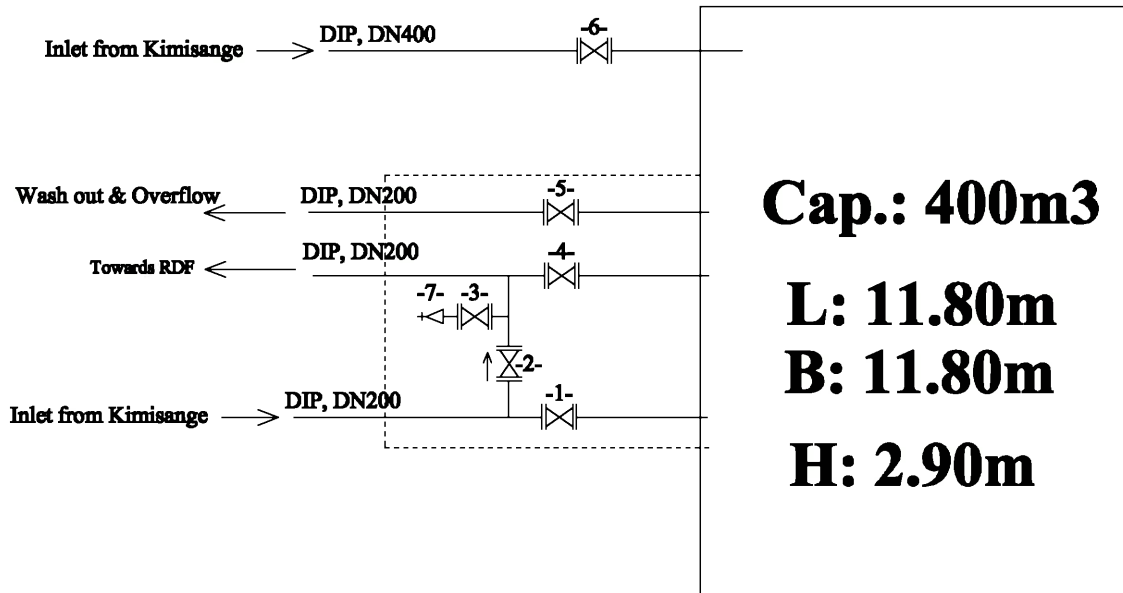 -6-
DIP, DN400
Inlet from Kimisange
Wash out & Overflow
DIP, DN200
-5-
Cap.: 400m3
DIP, DN200
-4-
Towards RDF
-7-
-3-
L: 11.80m
-2-
B: 11.80m
DIP, DN200
-1-
Inlet from Kimisange
H: 2.90m